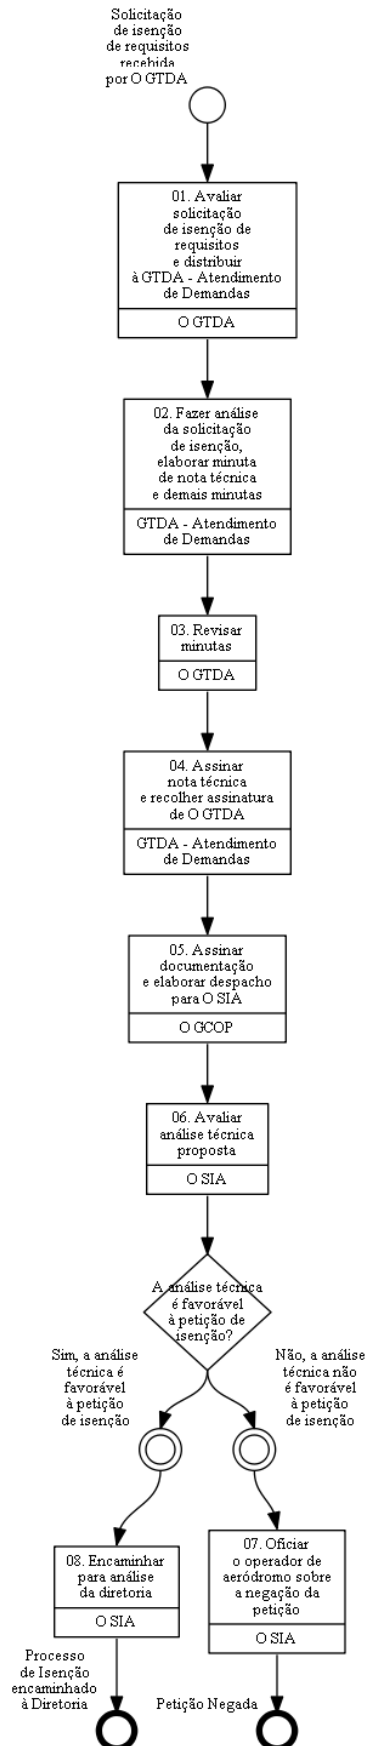 Solicitação
de isenção
de requisitos
recebida
por O GTDA
01. Avaliar
solicitação
de isenção de
requisitos
e distribuir
à GTDA - Atendimento
de Demandas
O GTDA
02. Fazer análise
da solicitação
de isenção,
elaborar minuta
de nota técnica
e demais minutas
GTDA - Atendimento
de Demandas
03. Revisar
minutas
O GTDA
04. Assinar
nota técnica
e recolher assinatura
de O GTDA
GTDA - Atendimento
de Demandas
05. Assinar
documentação
e elaborar despacho
para O SIA
O GCOP
06. Avaliar
análise técnica
proposta
O SIA
A análise técnica
é favorável
à petição de
isenção?
Sim, a análise
técnica é
favorável
à petição
de isenção
Não, a análise
técnica não
é favorável
à petição
de isenção
08. Encaminhar
para análise
da diretoria
O SIA
07. Oficiar
o operador de
aeródromo sobre
a negação da
petição
O SIA
Processo
de Isenção
encaminhado
à Diretoria
Petição Negada